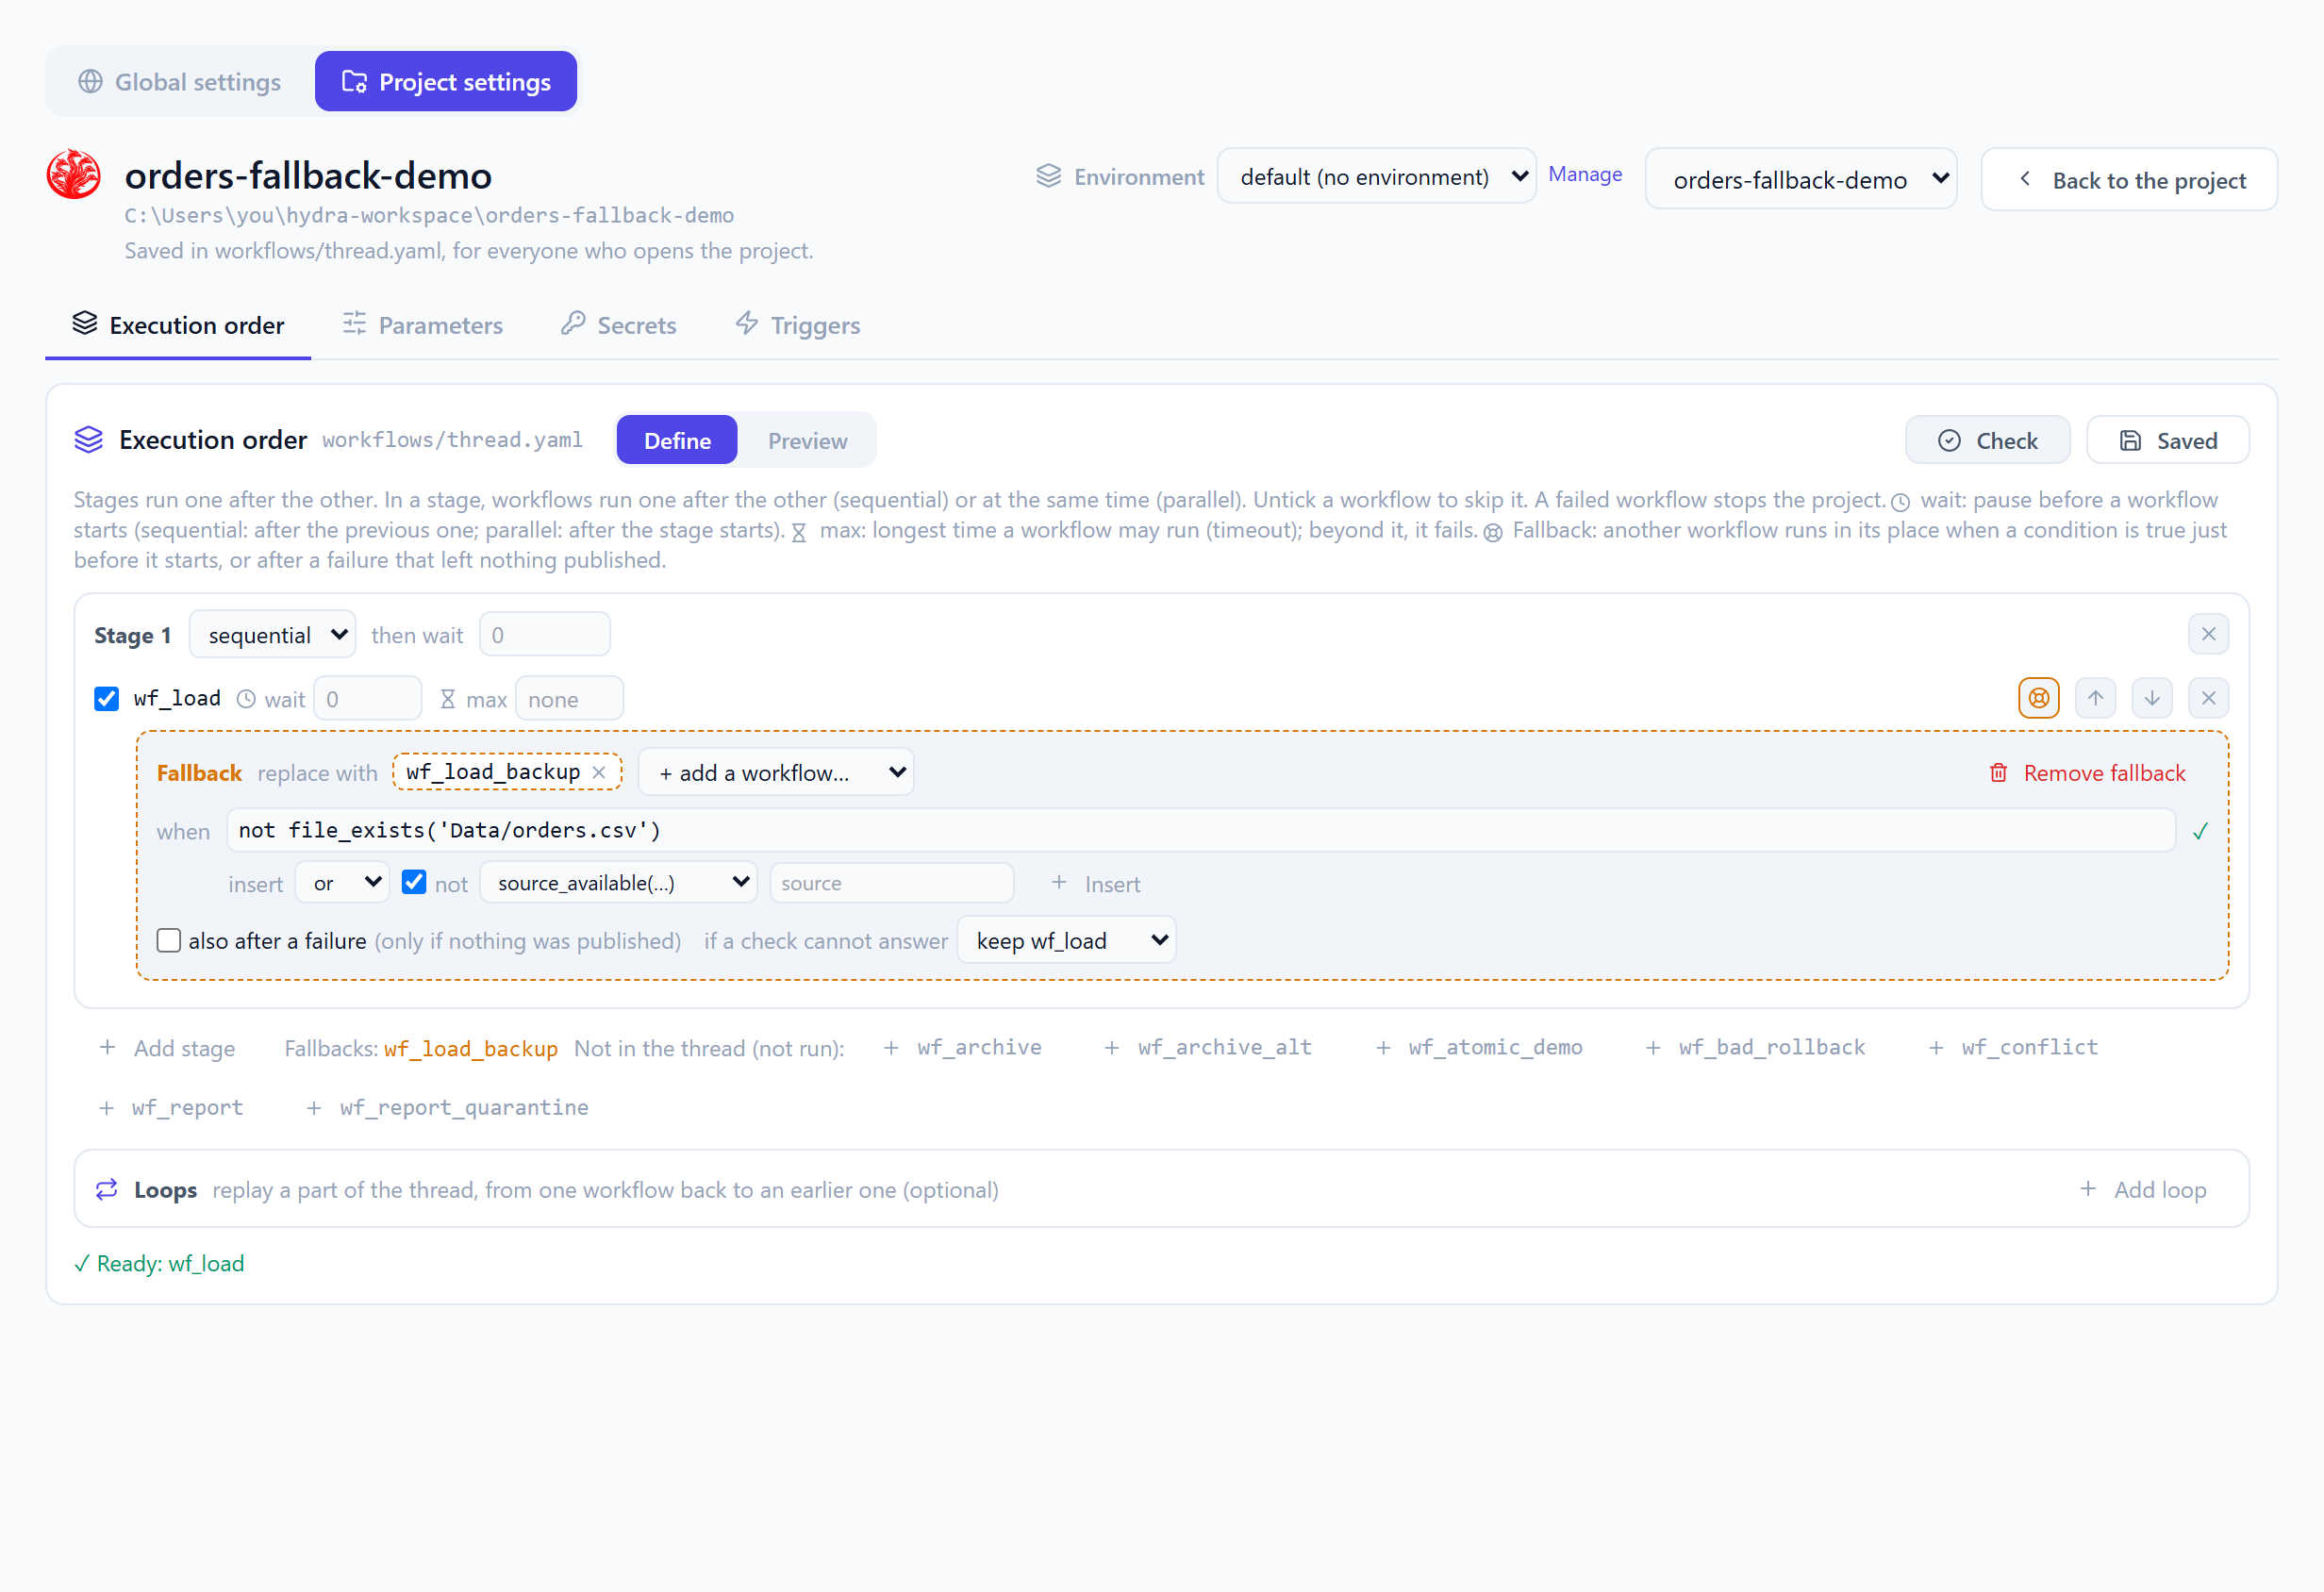 Global settings Project settings
orders-fallback-demo Environment default (no environment) Manage orders-fallback-demo Back to the project
C:\Users\you\hydra-workspace\orders-fallback-demo
Saved in workflows/thread.yaml, for everyone who opens the project.
Execution order Parameters Secrets Triggers
Execution order workflows/thread.yaml Define Preview Check Saved
Stages run one after the other. In a stage, workflows run one after the other (sequential) or at the same time (parallel). Untick a workflow to skip it. A failed workflow stops the project. wait: pause before a workflow
starts (sequential: after the previous one; parallel: after the stage starts). max: longest time a workflow may run (timeout); beyond it, it fails. Fallback: another workflow runs in its place when a condition is true just
before it starts, or after a failure that left nothing published.
Stage 1 sequential then wait 0
wf_load wait 0 max none
Fallback replace with wf_load_backup × + add a workflow... Remove fallback
when not file_exists('Data/orders.csv') ✓
insert or not source_available(...) source + Insert
also after a failure (only if nothing was published) if a check cannot answer keep wf_load
+ Add stage Fallbacks: wf_load_backup Not in the thread (not run): + wf_archive + wf_archive_alt + wf_atomic_demo + wf_bad_rollback + wf_conflict
+ wf_report + wf_report_quarantine
Loops replay a part of the thread, from one workflow back to an earlier one (optional) + Add loop
✓ Ready: wf_load